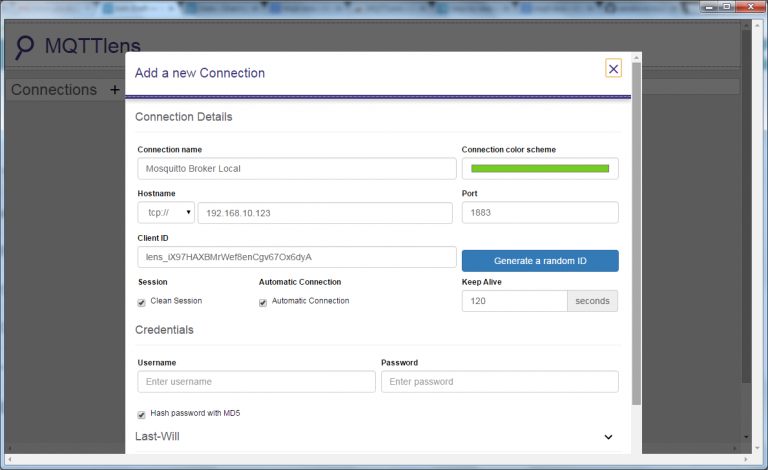 MQTTlens
Connections +
Add a new Connection
Connection Details
Connection name
Connection color scheme
Mosquitto Broker Local
Hostname
Port
tcp://
192.168.10.123
1883
Client ID
lens_iX97HAXBMrWef8enCgv67Ox6dyA
Generate a random ID
Session
Automatic Connection
Keep Alive
Clean Session
Automatic Connection
120
seconds
Credentials
Username
Password
Enter username
Enter password
Hash password with MD5
Last-Will